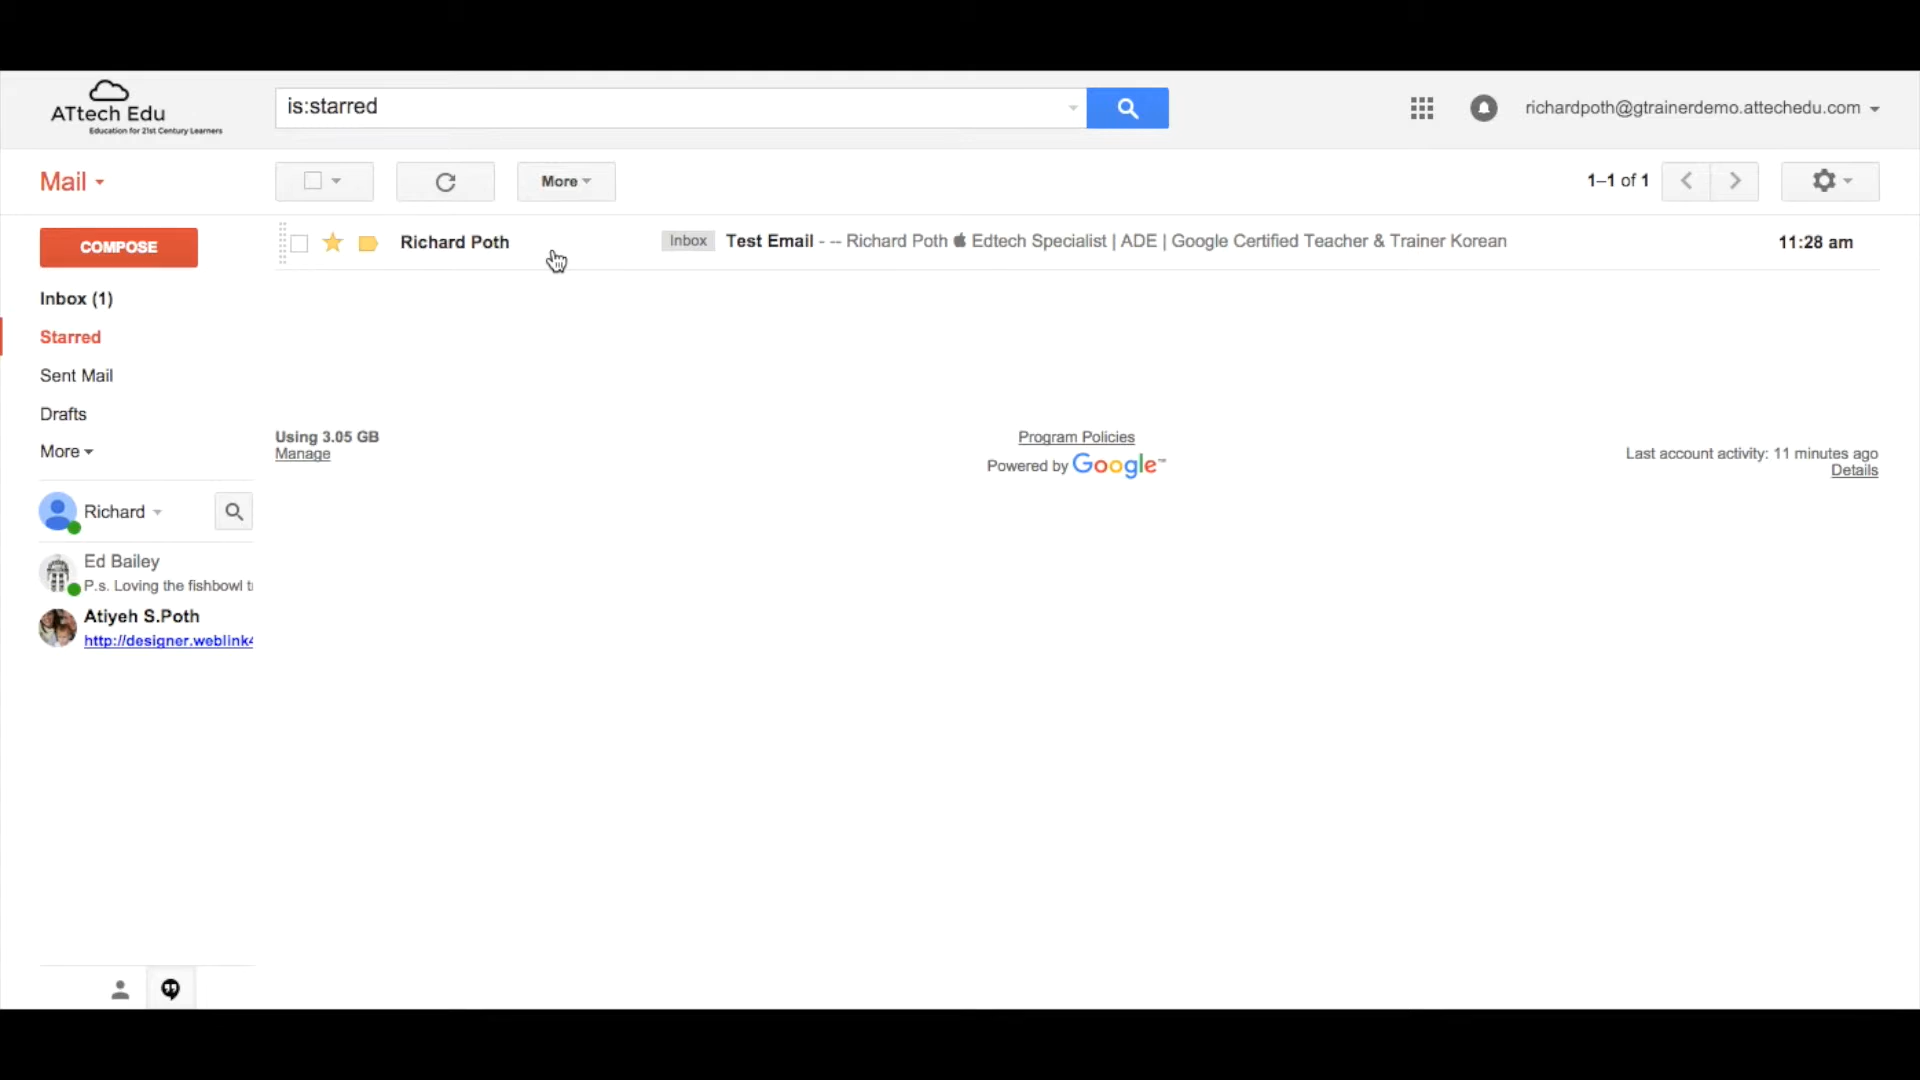 ATtech Edu
Education for 21st Century Learners
is:starred
richardpoth@gtrainerdemo.attechedu.com
Mail
More
1–1 of 1
COMPOSE
Richard Poth
Inbox
Test Email - -- Richard Poth Edtech Specialist | ADE | Google Certified Teacher & Trainer Korean
11:28 am
Inbox (1)
Starred
Sent Mail
Drafts
More
Using 3.05 GB
Manage
Program Policies
Powered by Google™
Last account activity: 11 minutes ago
Details
Richard
Ed Bailey
P.s. Loving the fishbowl
Atiyeh S.Poth
http://designer.weblink